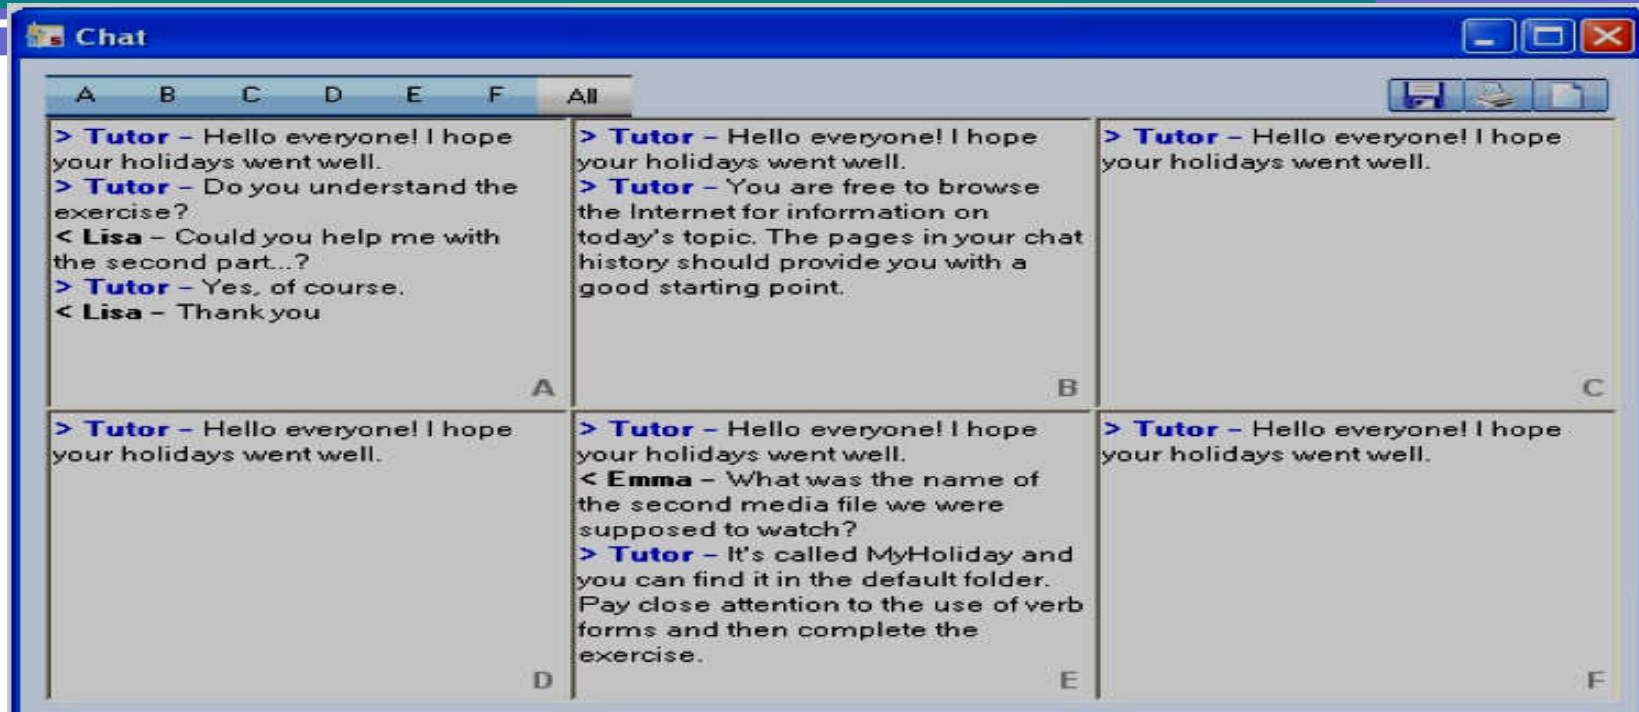 Chat
A B C D E F All
> Tutor – Hello everyone! I hope
your holidays went well.
> Tutor – Do you understand the
exercise?
< Lisa – Could you help me with
the second part...?
> Tutor – Yes, of course.
< Lisa – Thank you
A
> Tutor – Hello everyone! I hope
your holidays went well.
> Tutor – You are free to browse
the Internet for information on
today's topic. The pages in your chat
history should provide you with a
good starting point.
B
> Tutor – Hello everyone! I hope
your holidays went well.
C
> Tutor – Hello everyone! I hope
your holidays went well.
D
> Tutor – Hello everyone! I hope
your holidays went well.
< Emma – What was the name of
the second media file we were
supposed to watch?
> Tutor – It's called MyHoliday and
you can find it in the default folder.
Pay close attention to the use of verb
forms and then complete the
exercise.
E
> Tutor – Hello everyone! I hope
your holidays went well.
F